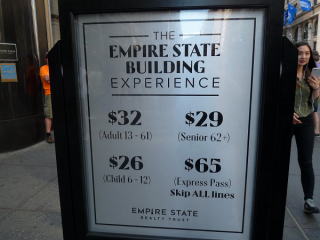 THE
EMPIRE STATE
BUILDING
EXPERIENCE
$32
(Adult 13 - 61)
$29
(Senior 62+)
$26
(Child 6 - 12)
$65
(Express Pass)
Skip ALL lines
EMPIRE STATE
REALTY TRUST